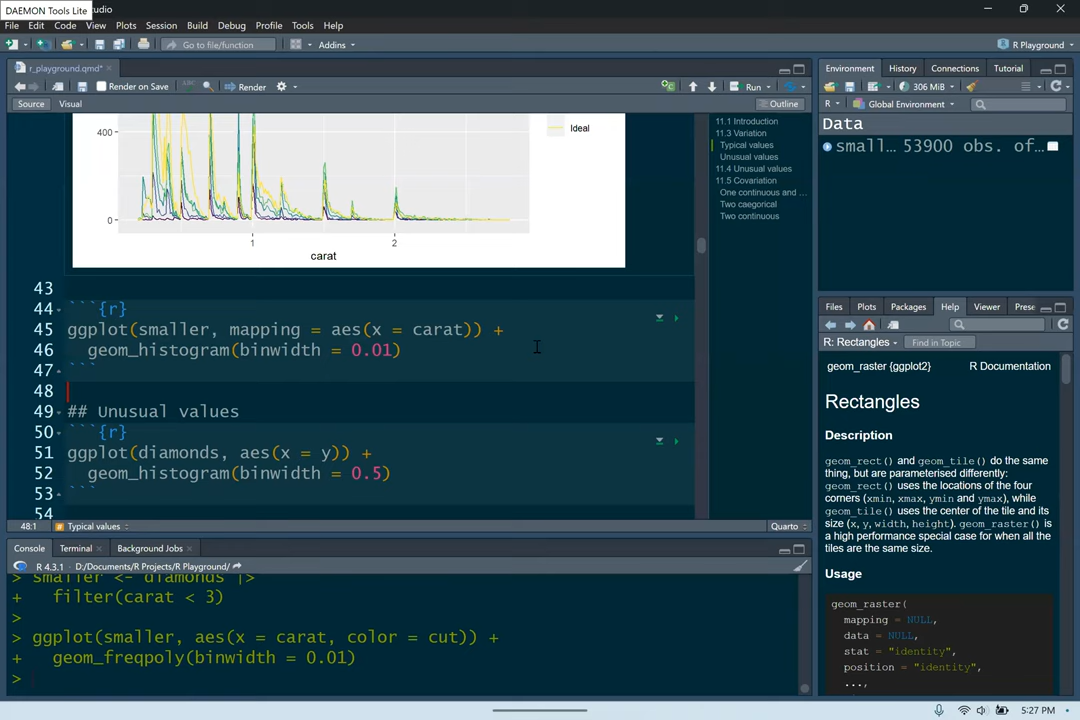 DAEMON Tools Lite
studio
File Edit Code View Plots Session Build Debug Profile Tools Help
Go to file/function
Addins
R Playground
r_playground.qmd*
Render on Save
Render
Run
Source Visual
Outline
400
0
1
2
carat
Ideal
43
44 ```{r}
45 ggplot(smaller, mapping = aes(x = carat)) +
46 geom_histogram(binwidth = 0.01)
47 ```
48
49 ## Unusual values
50 ```{r}
51 ggplot(diamonds, aes(x = y)) +
52 geom_histogram(binwidth = 0.5)
53 ```
54
11.1 Introduction
11.3 Variation
Typical values
Unusual values
11.4 Unusual values
11.5 Covariation
One continuous and ...
Two caegorical
Two continuous
48:1 # Typical values
Quarto
Console Terminal Background Jobs
R 4.3.1 · D:/Documents/R Projects/R Playground/
> smaller <- diamonds |>
+ filter(carat < 3)
>
> ggplot(smaller, aes(x = carat, color = cut)) +
+ geom_freqpoly(binwidth = 0.01)
>
Environment History Connections Tutorial
306 MiB
R Global Environment
Data
small... 53900 obs. of...
Files Plots Packages Help Viewer Prese
R: Rectangles Find in Topic
geom_raster {ggplot2} R Documentation
Rectangles
Description
geom_rect() and geom_tile() do the same
thing, but are parameterised differently:
geom_rect() uses the locations of the four
corners (xmin, xmax, ymin and ymax), while
geom_tile() uses the center of the tile and its
size (x, y, width, height). geom_raster() is
a high performance special case for when all the
tiles are the same size.
Usage
geom_raster(
mapping = NULL,
data = NULL,
stat = "identity",
position = "identity",
...,
5:27 PM